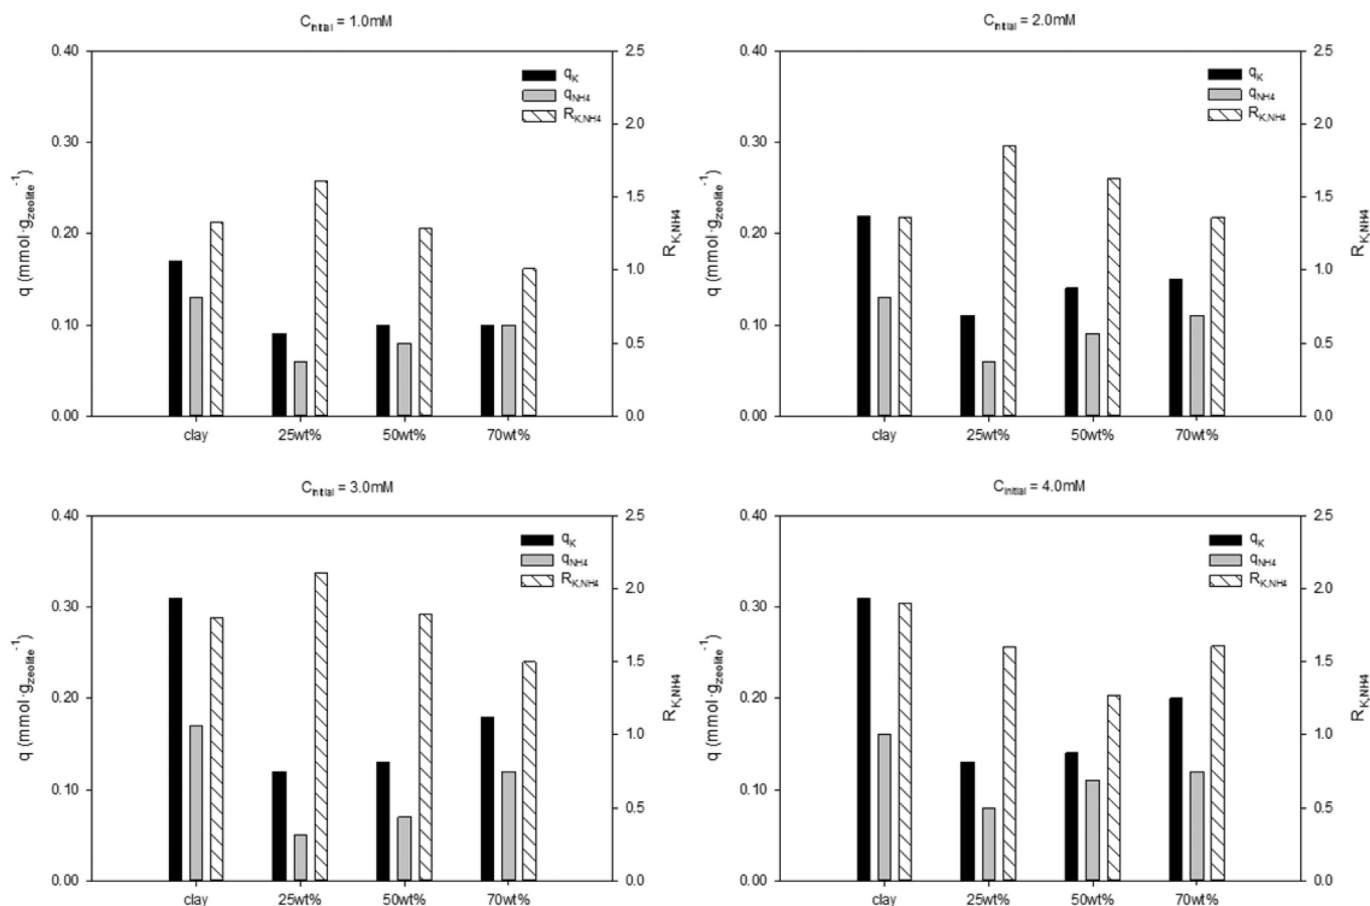 C_initial = 1.0mM
0.40
0.30
0.20
0.10
0.00
q (mmol·g_zeolite^-1)
q_K
q_NH4
R_K,NH4
2.5
2.0
1.5
1.0
0.5
0.0
R_K,NH4
clay 25wt% 50wt% 70wt%
C_initial = 2.0mM
0.40
0.30
0.20
0.10
0.00
q (mmol·g_zeolite^-1)
q_K
q_NH4
R_K,NH4
2.5
2.0
1.5
1.0
0.5
0.0
R_K,NH4
clay 25wt% 50wt% 70wt%
C_initial = 3.0mM
0.40
0.30
0.20
0.10
0.00
q (mmol·g_zeolite^-1)
q_K
q_NH4
R_K,NH4
2.5
2.0
1.5
1.0
0.5
0.0
R_K,NH4
clay 25wt% 50wt% 70wt%
C_initial = 4.0mM
0.40
0.30
0.20
0.10
0.00
q (mmol·g_zeolite^-1)
q_K
q_NH4
R_K,NH4
2.5
2.0
1.5
1.0
0.5
0.0
R_K,NH4
clay 25wt% 50wt% 70wt%